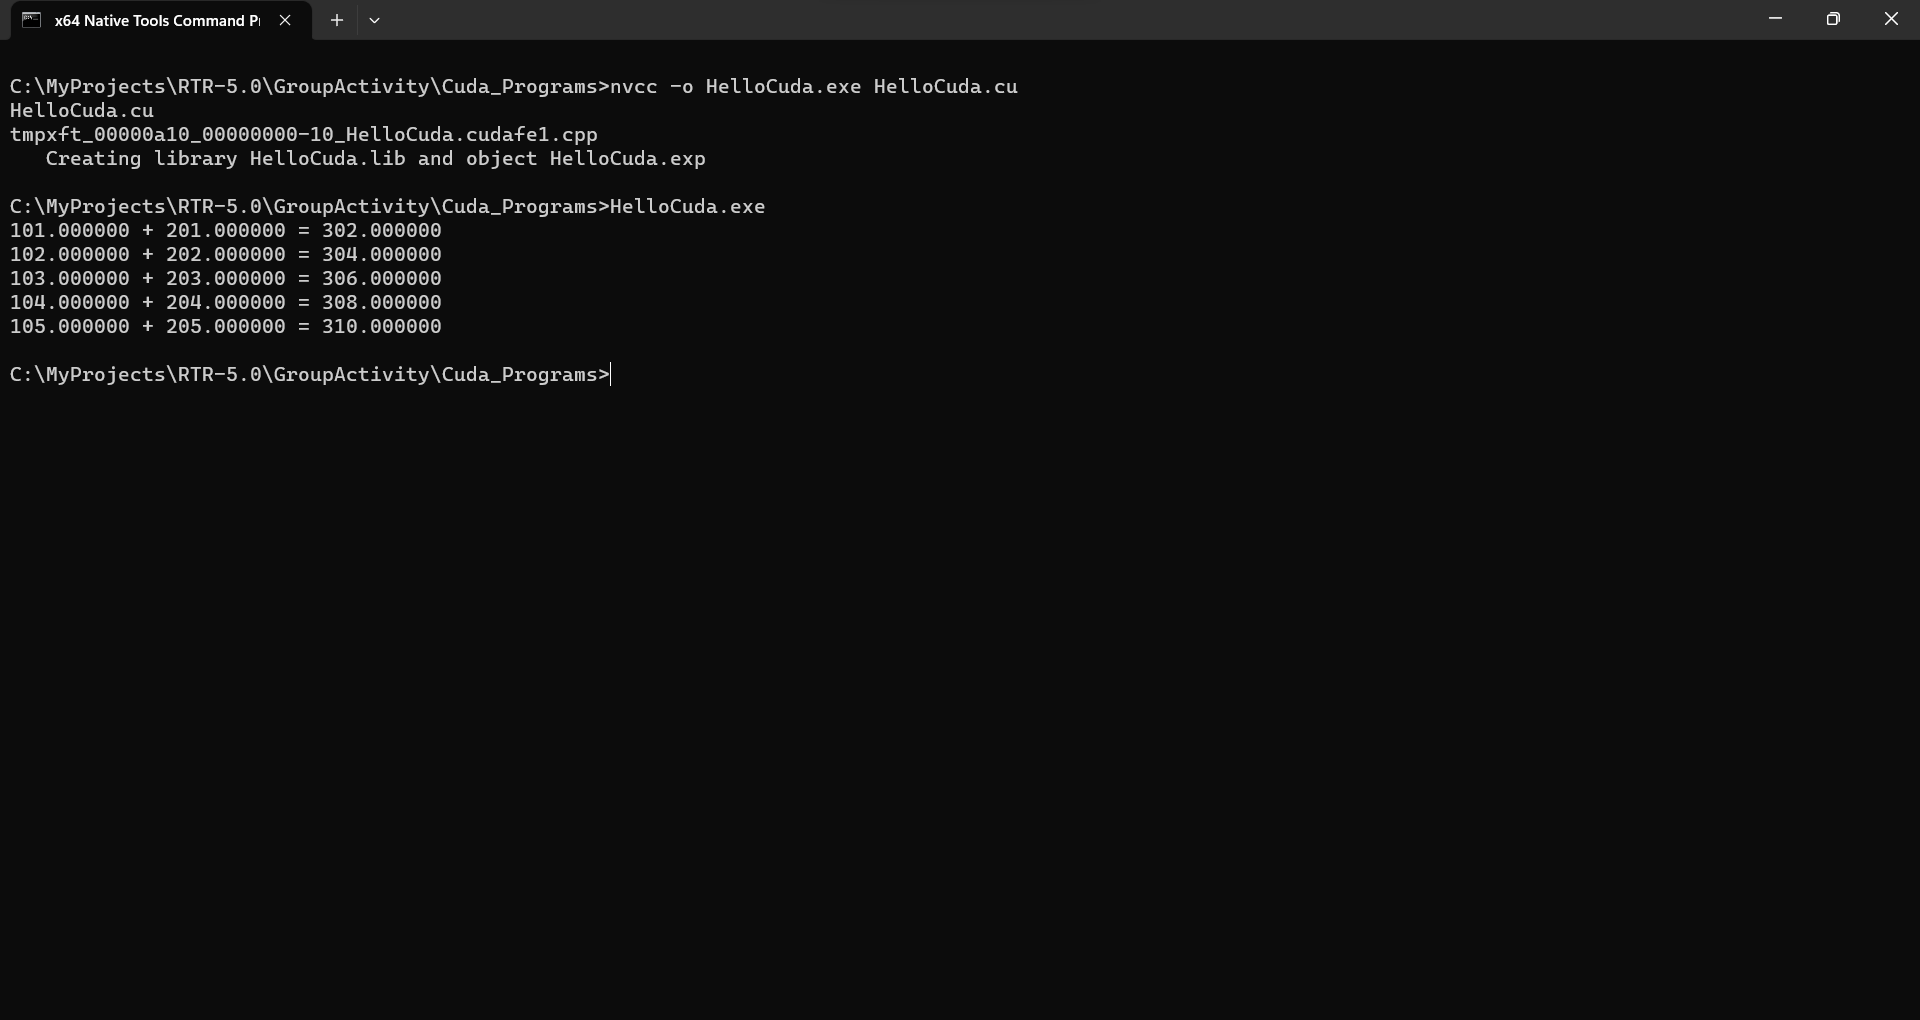 x64 Native Tools Command P
C:\MyProjects\RTR-5.0\GroupActivity\Cuda_Programs>nvcc -o HelloCuda.exe HelloCuda.cu
HelloCuda.cu
tmpxft_00000a10_00000000-10_HelloCuda.cudafe1.cpp
   Creating library HelloCuda.lib and object HelloCuda.exp
C:\MyProjects\RTR-5.0\GroupActivity\Cuda_Programs>HelloCuda.exe
101.000000 + 201.000000 = 302.000000
102.000000 + 202.000000 = 304.000000
103.000000 + 203.000000 = 306.000000
104.000000 + 204.000000 = 308.000000
105.000000 + 205.000000 = 310.000000
C:\MyProjects\RTR-5.0\GroupActivity\Cuda_Programs>